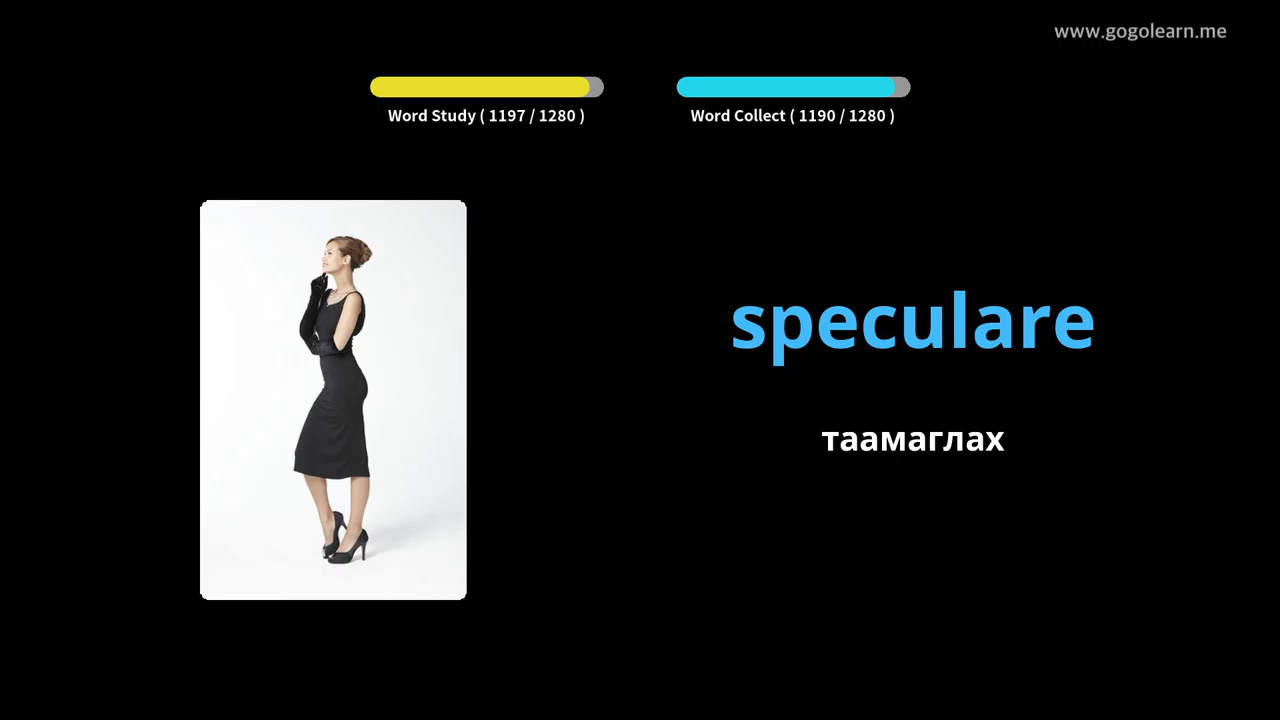 www.gogolearn.me
Word Study ( 1197 / 1280 )
Word Collect ( 1190 / 1280 )
speculare
таамаглах